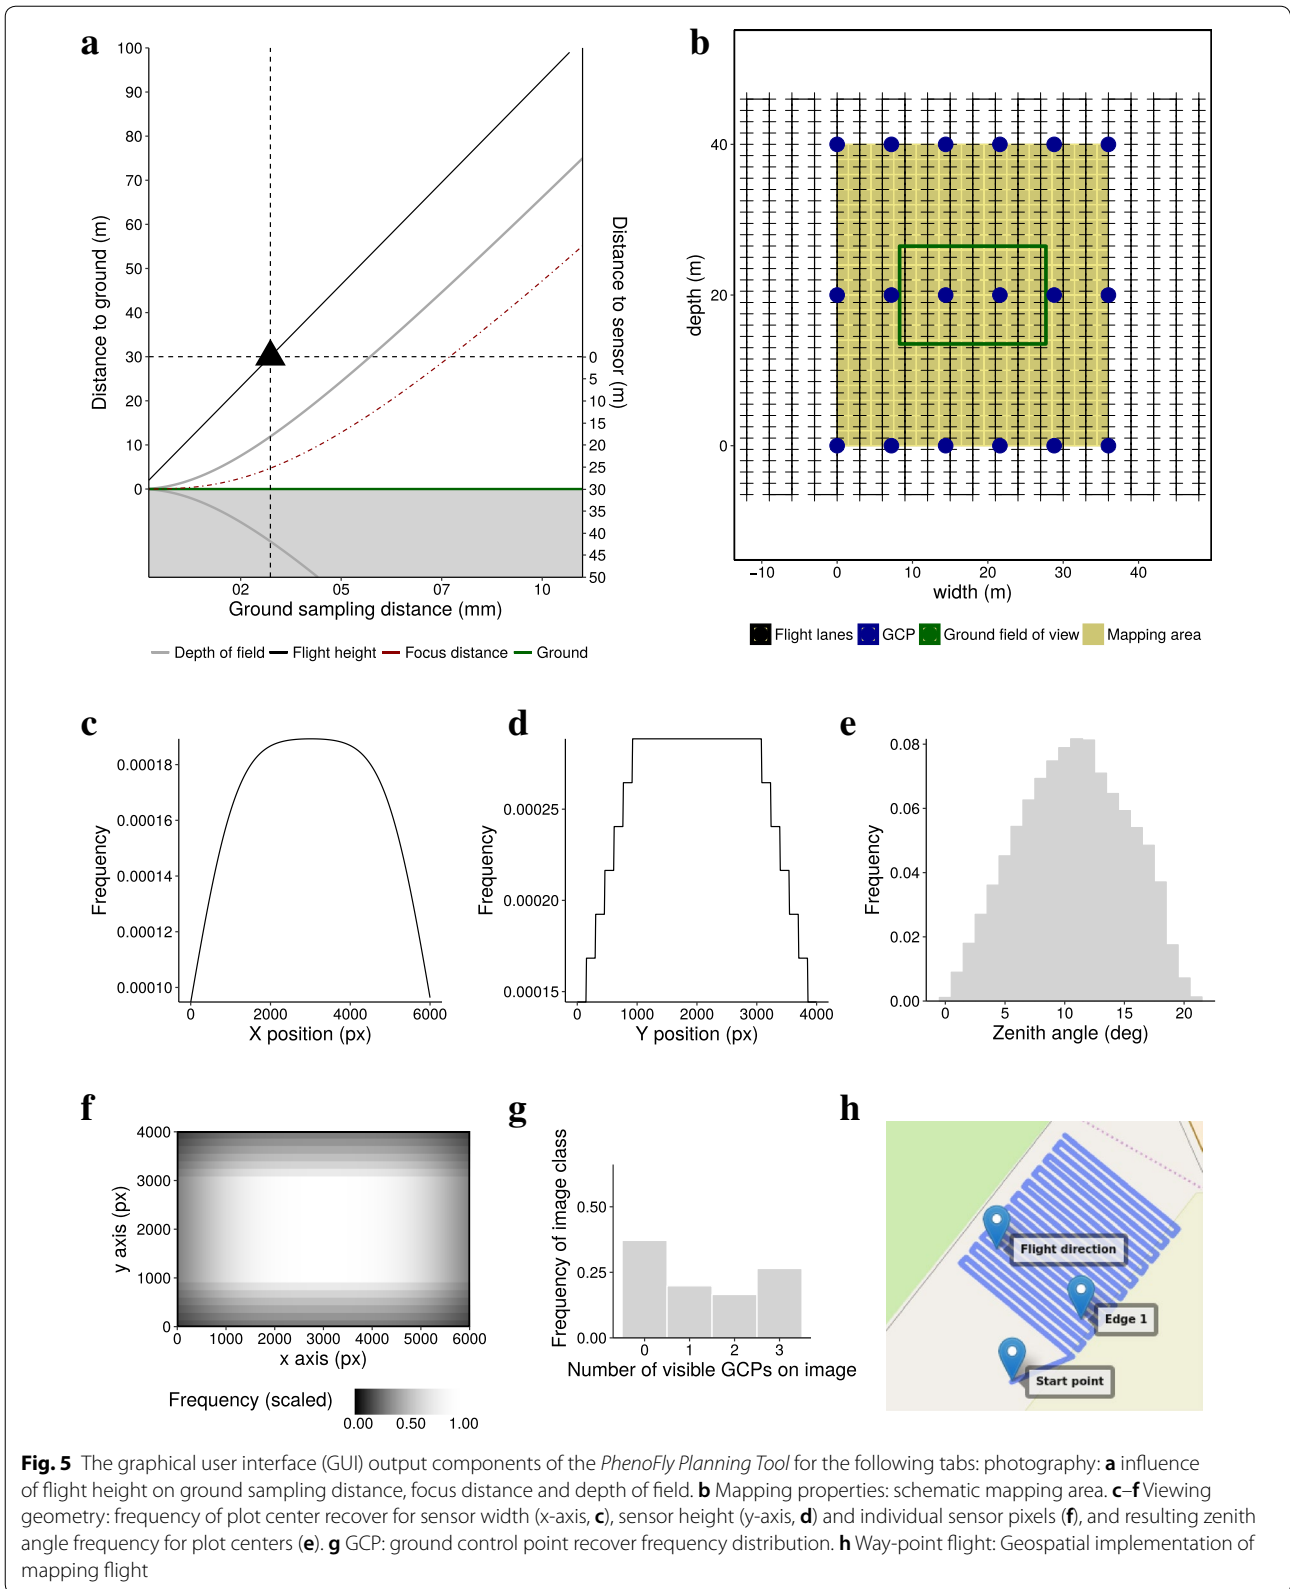 a
100
90
80
70
60
50
40
30
20
10
0
Distance to ground (m)
0
5
10
15
20
25
30
35
40
45
50
Distance to sensor (m)
02 05 07 10
Ground sampling distance (mm)
Depth of field Flight height Focus distance Ground
b
40
20
0
depth (m)
−10 0 10 20 30 40
width (m)
Flight lanes GCP Ground field of view Mapping area
c
0.00018
0.00016
0.00014
0.00012
0.00010
Frequency
0 2000 4000 6000
X position (px)
d
0.00025
0.00020
0.00015
Frequency
0 1000 2000 3000 4000
Y position (px)
e
0.08
0.06
0.04
0.02
0.00
Frequency
0 5 10 15 20
Zenith angle (deg)
f
4000
3000
2000
1000
0
y axis (px)
0 1000 2000 3000 4000 5000 6000
x axis (px)
Frequency (scaled)
0.00 0.50 1.00
g
0.50
0.25
0.00
Frequency of image class
0 1 2 3
Number of visible GCPs on image
h
Flight direction
Edge 1
Start point
Fig. 5 The graphical user interface (GUI) output components of the PhenoFly Planning Tool for the following tabs: photography: a influence
of flight height on ground sampling distance, focus distance and depth of field. b Mapping properties: schematic mapping area. c–f Viewing
geometry: frequency of plot center recover for sensor width (x-axis, c), sensor height (y-axis, d) and individual sensor pixels (f), and resulting zenith
angle frequency for plot centers (e). g GCP: ground control point recover frequency distribution. h Way-point flight: Geospatial implementation of
mapping flight